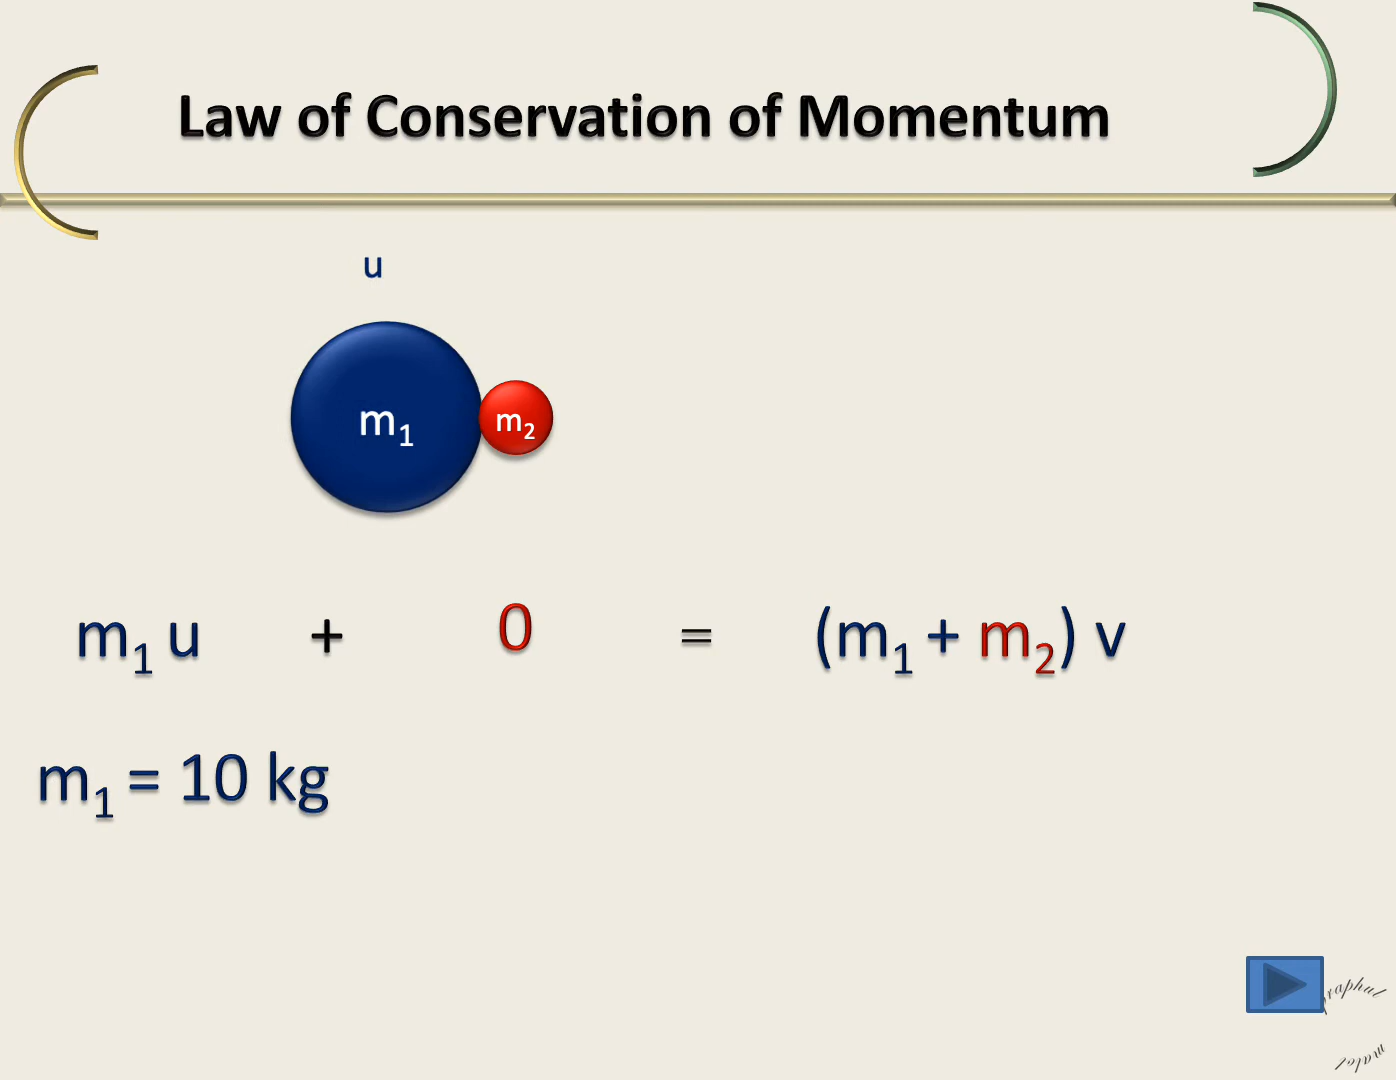 Law of Conservation of Momentum
u
m₁ m₂
m₁ u + 0 = (m₁ + m₂) v
m₁ = 10 kg